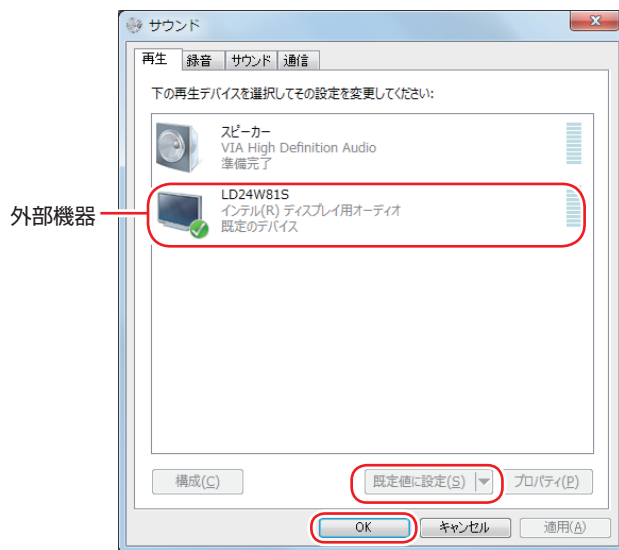 サウンド
再生 録音 サウンド 通信
下の再生デバイスを選択してその設定を変更してください:
スピーカー
VIA High Definition Audio
準備完了
外部機器
LD24W81S
インテル(R) ディスプレイ用オーディオ
既定のデバイス
構成(C) 既定値に設定(S) プロパティ(P)
OK キャンセル 適用(A)